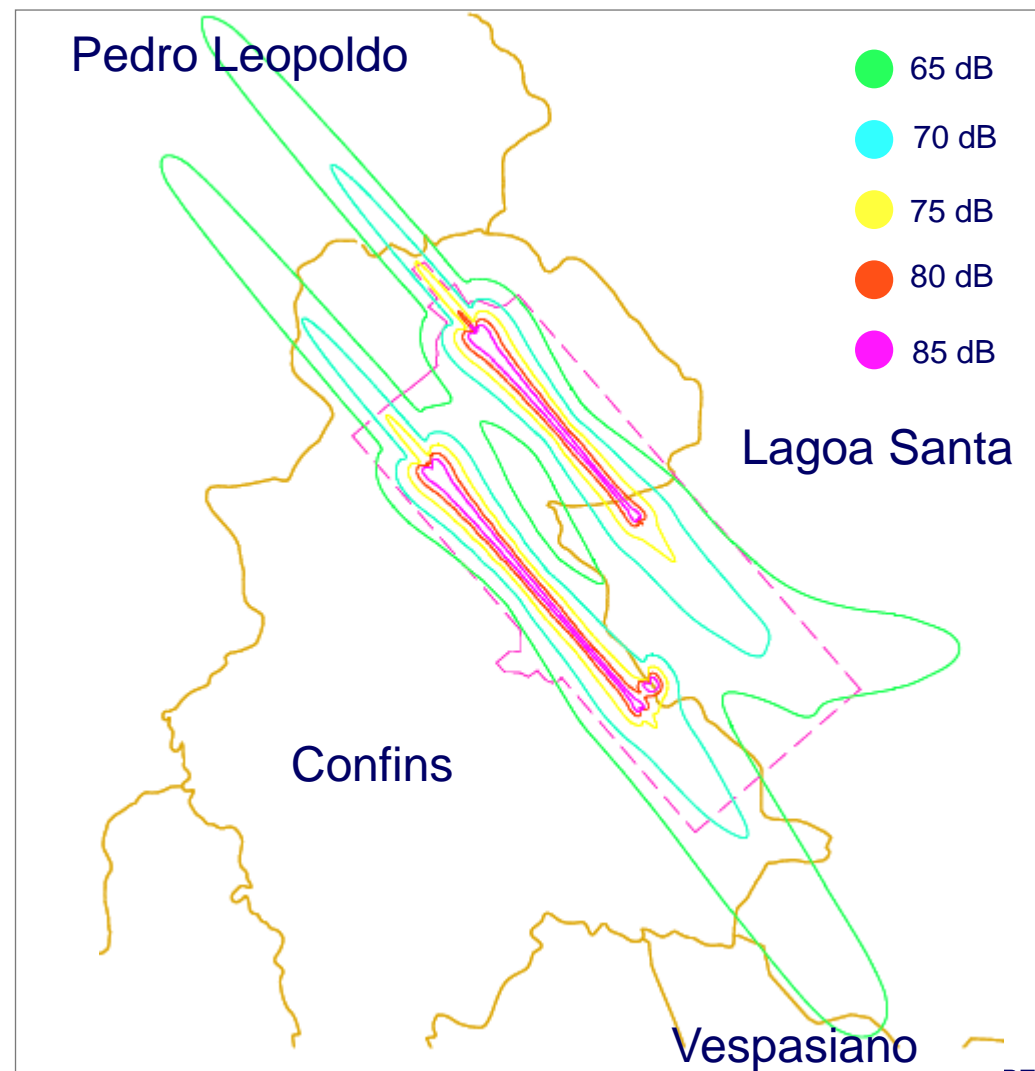 Pedro Leopoldo
65 dB
70 dB
75 dB
80 dB
85 dB
Lagoa Santa
Confins
Vespasiano